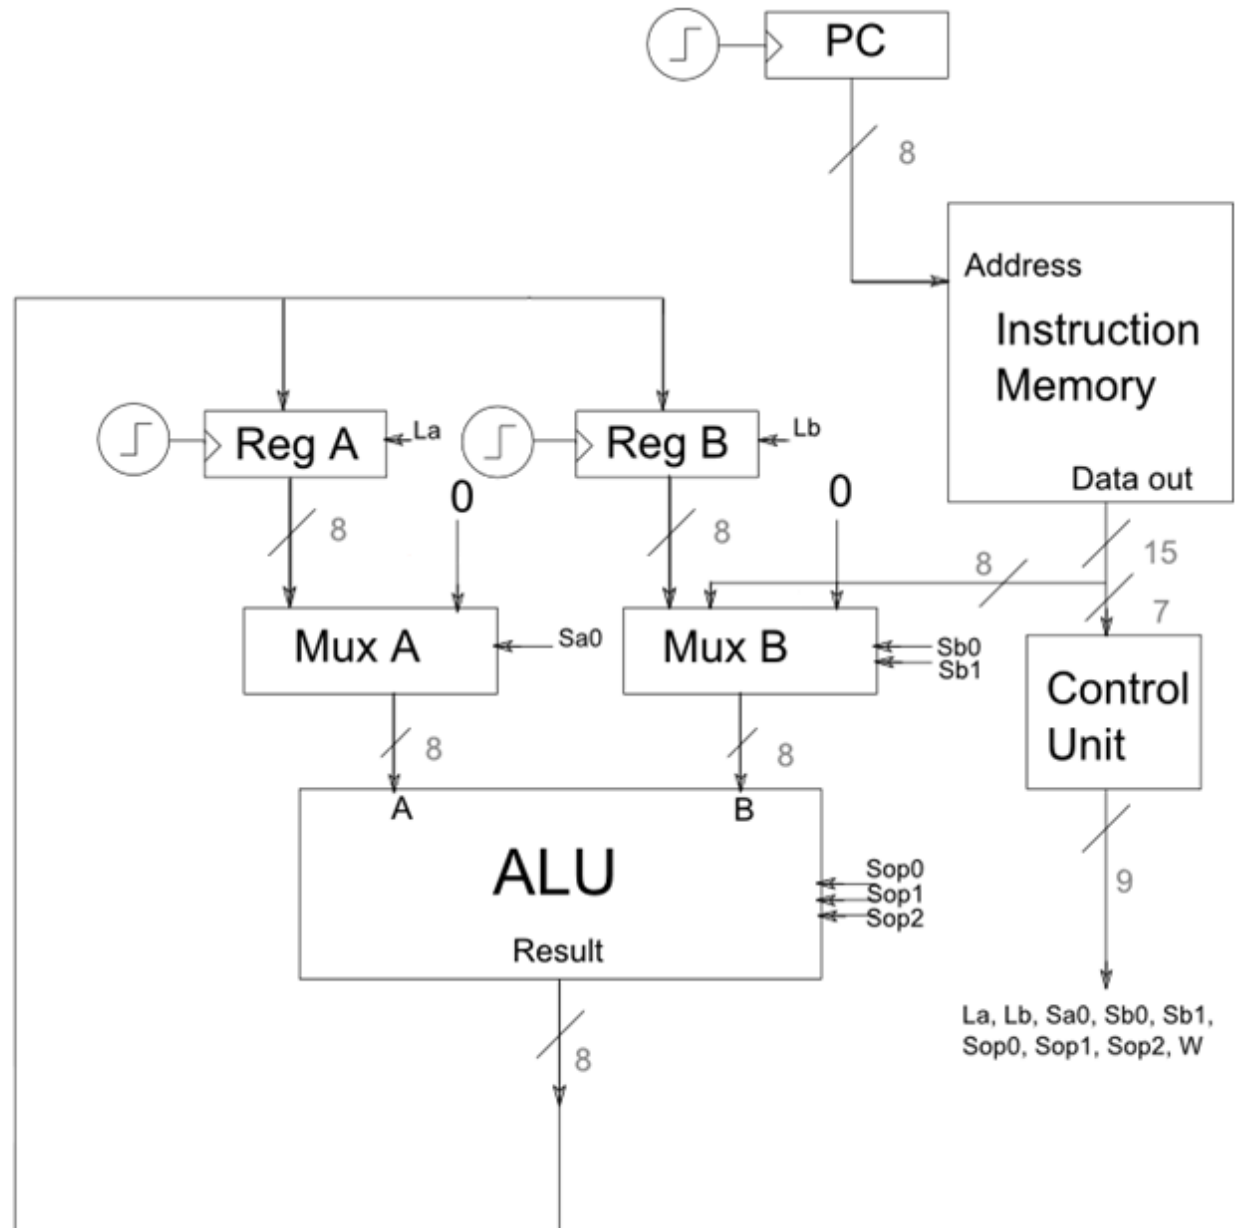 PC
8
Address
Instruction
Memory
Data out
Reg A
La
Reg B
Lb
0
0
8
8
8
15
7
Mux A
Sa0
Mux B
Sb0
Sb1
Control
Unit
8
8
A
B
ALU
Sop0
Sop1
Sop2
Result
9
8
La, Lb, Sa0, Sb0, Sb1,
Sop0, Sop1, Sop2, W